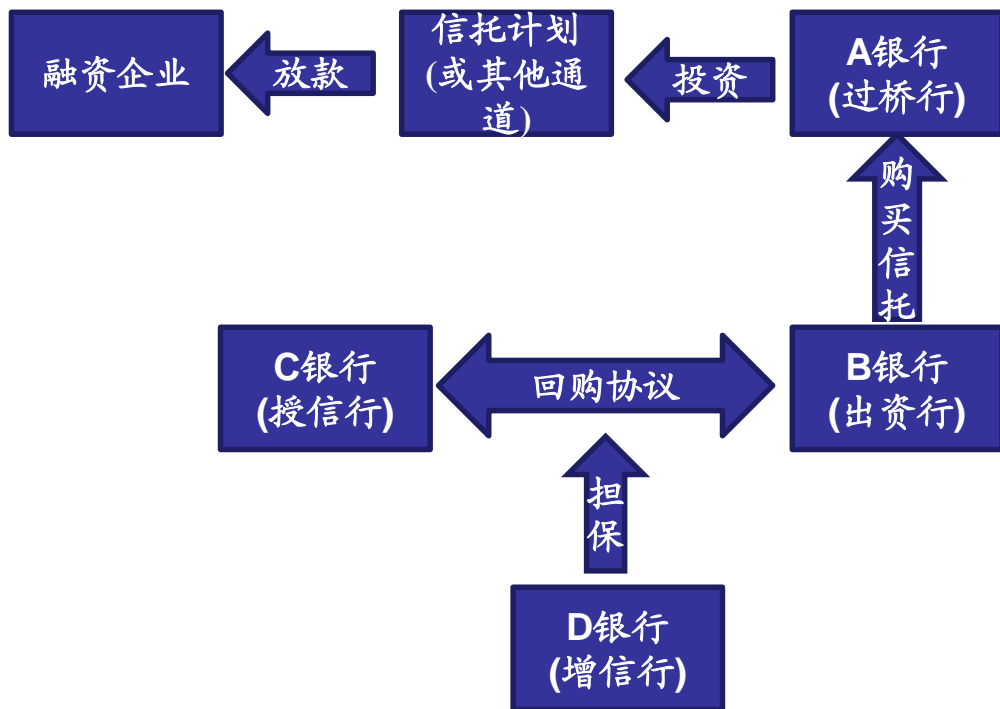 融资企业
放款
信托计划
(或其他通
道)
投资
A银行
(过桥行)
购
买
信
托
C银行
(授信行)
回购协议
B银行
(出资行)
担
保
D银行
(增信行)